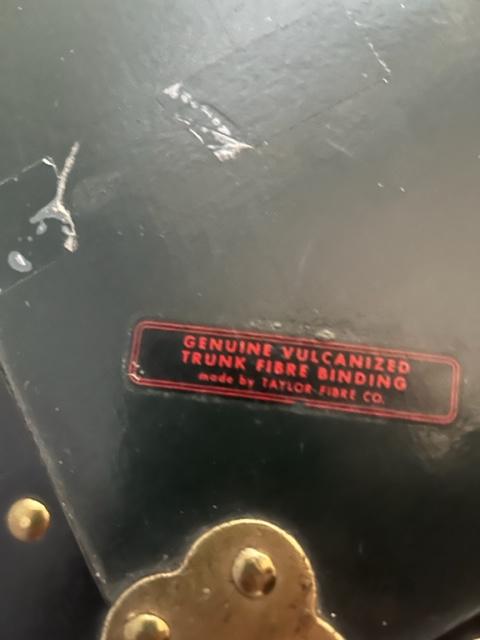 GENUINE VULCANIZED
TRUNK FIBRE BINDING
made by TAYLOR-FIBRE CO.